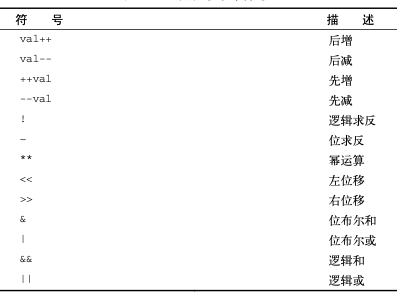 符 号 描 述
val++ 后增
val-- 后减
++val 先增
--val 先减
! 逻辑求反
~ 位求反
** 幂运算
<< 左位移
>> 右位移
& 位布尔和
| 位布尔或
&& 逻辑和
|| 逻辑或